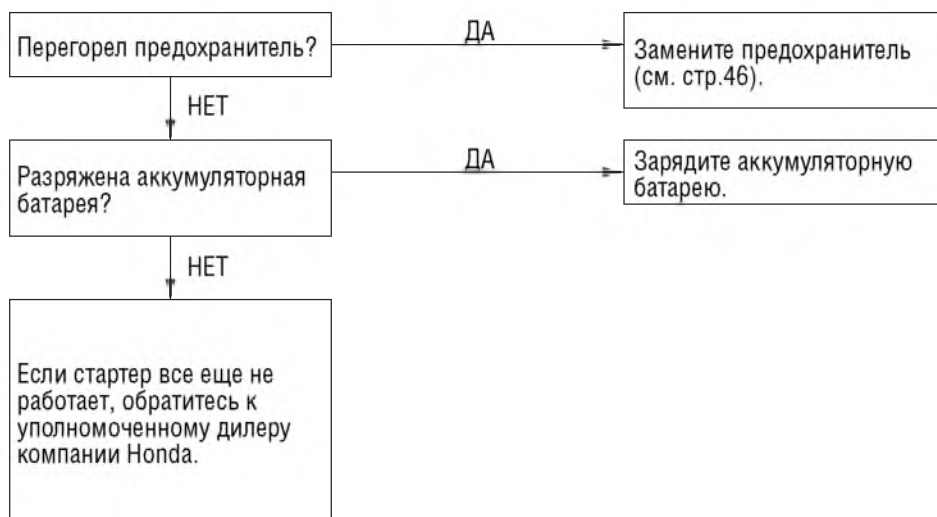 Перегорел предохранитель?
ДА
Замените предохранитель
(см. стр.46).
НЕТ
Разряжена аккумуляторная
батарея?
ДА
Зарядите аккумуляторную
батарею.
НЕТ
Если стартер все еще не
работает, обратитесь к
уполномоченному дилеру
компании Honda.